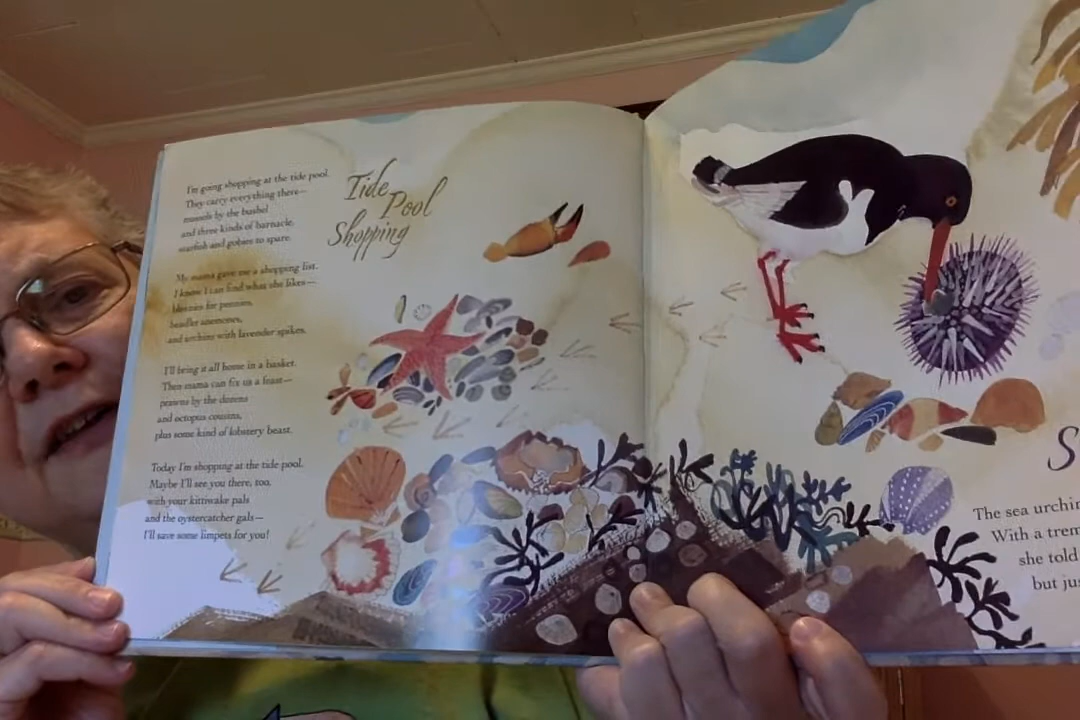 Tide
Pool
Shopping
I'm going shopping at the tide pool.
They carry everything there—
mussels by the bushel
and three kinds of barnacle,
starfish and gobies to spare.
My mama gave me a shopping list.
I know I can find what she likes—
blennies for pennies,
beadlet anemones,
and urchins with lavender spikes.
I'll bring it all home in a basket.
Then mama can fix us a feast—
prawns by the dozens
and octopus cousins,
plus some kind of lobstery beast.
Today I'm shopping at the tide pool.
Maybe I'll see you there, too,
with your kittiwake pals
and the oystercatcher gals—
I'll save some limpets for you!
S
The sea urchi
With a trem
she told
but jus